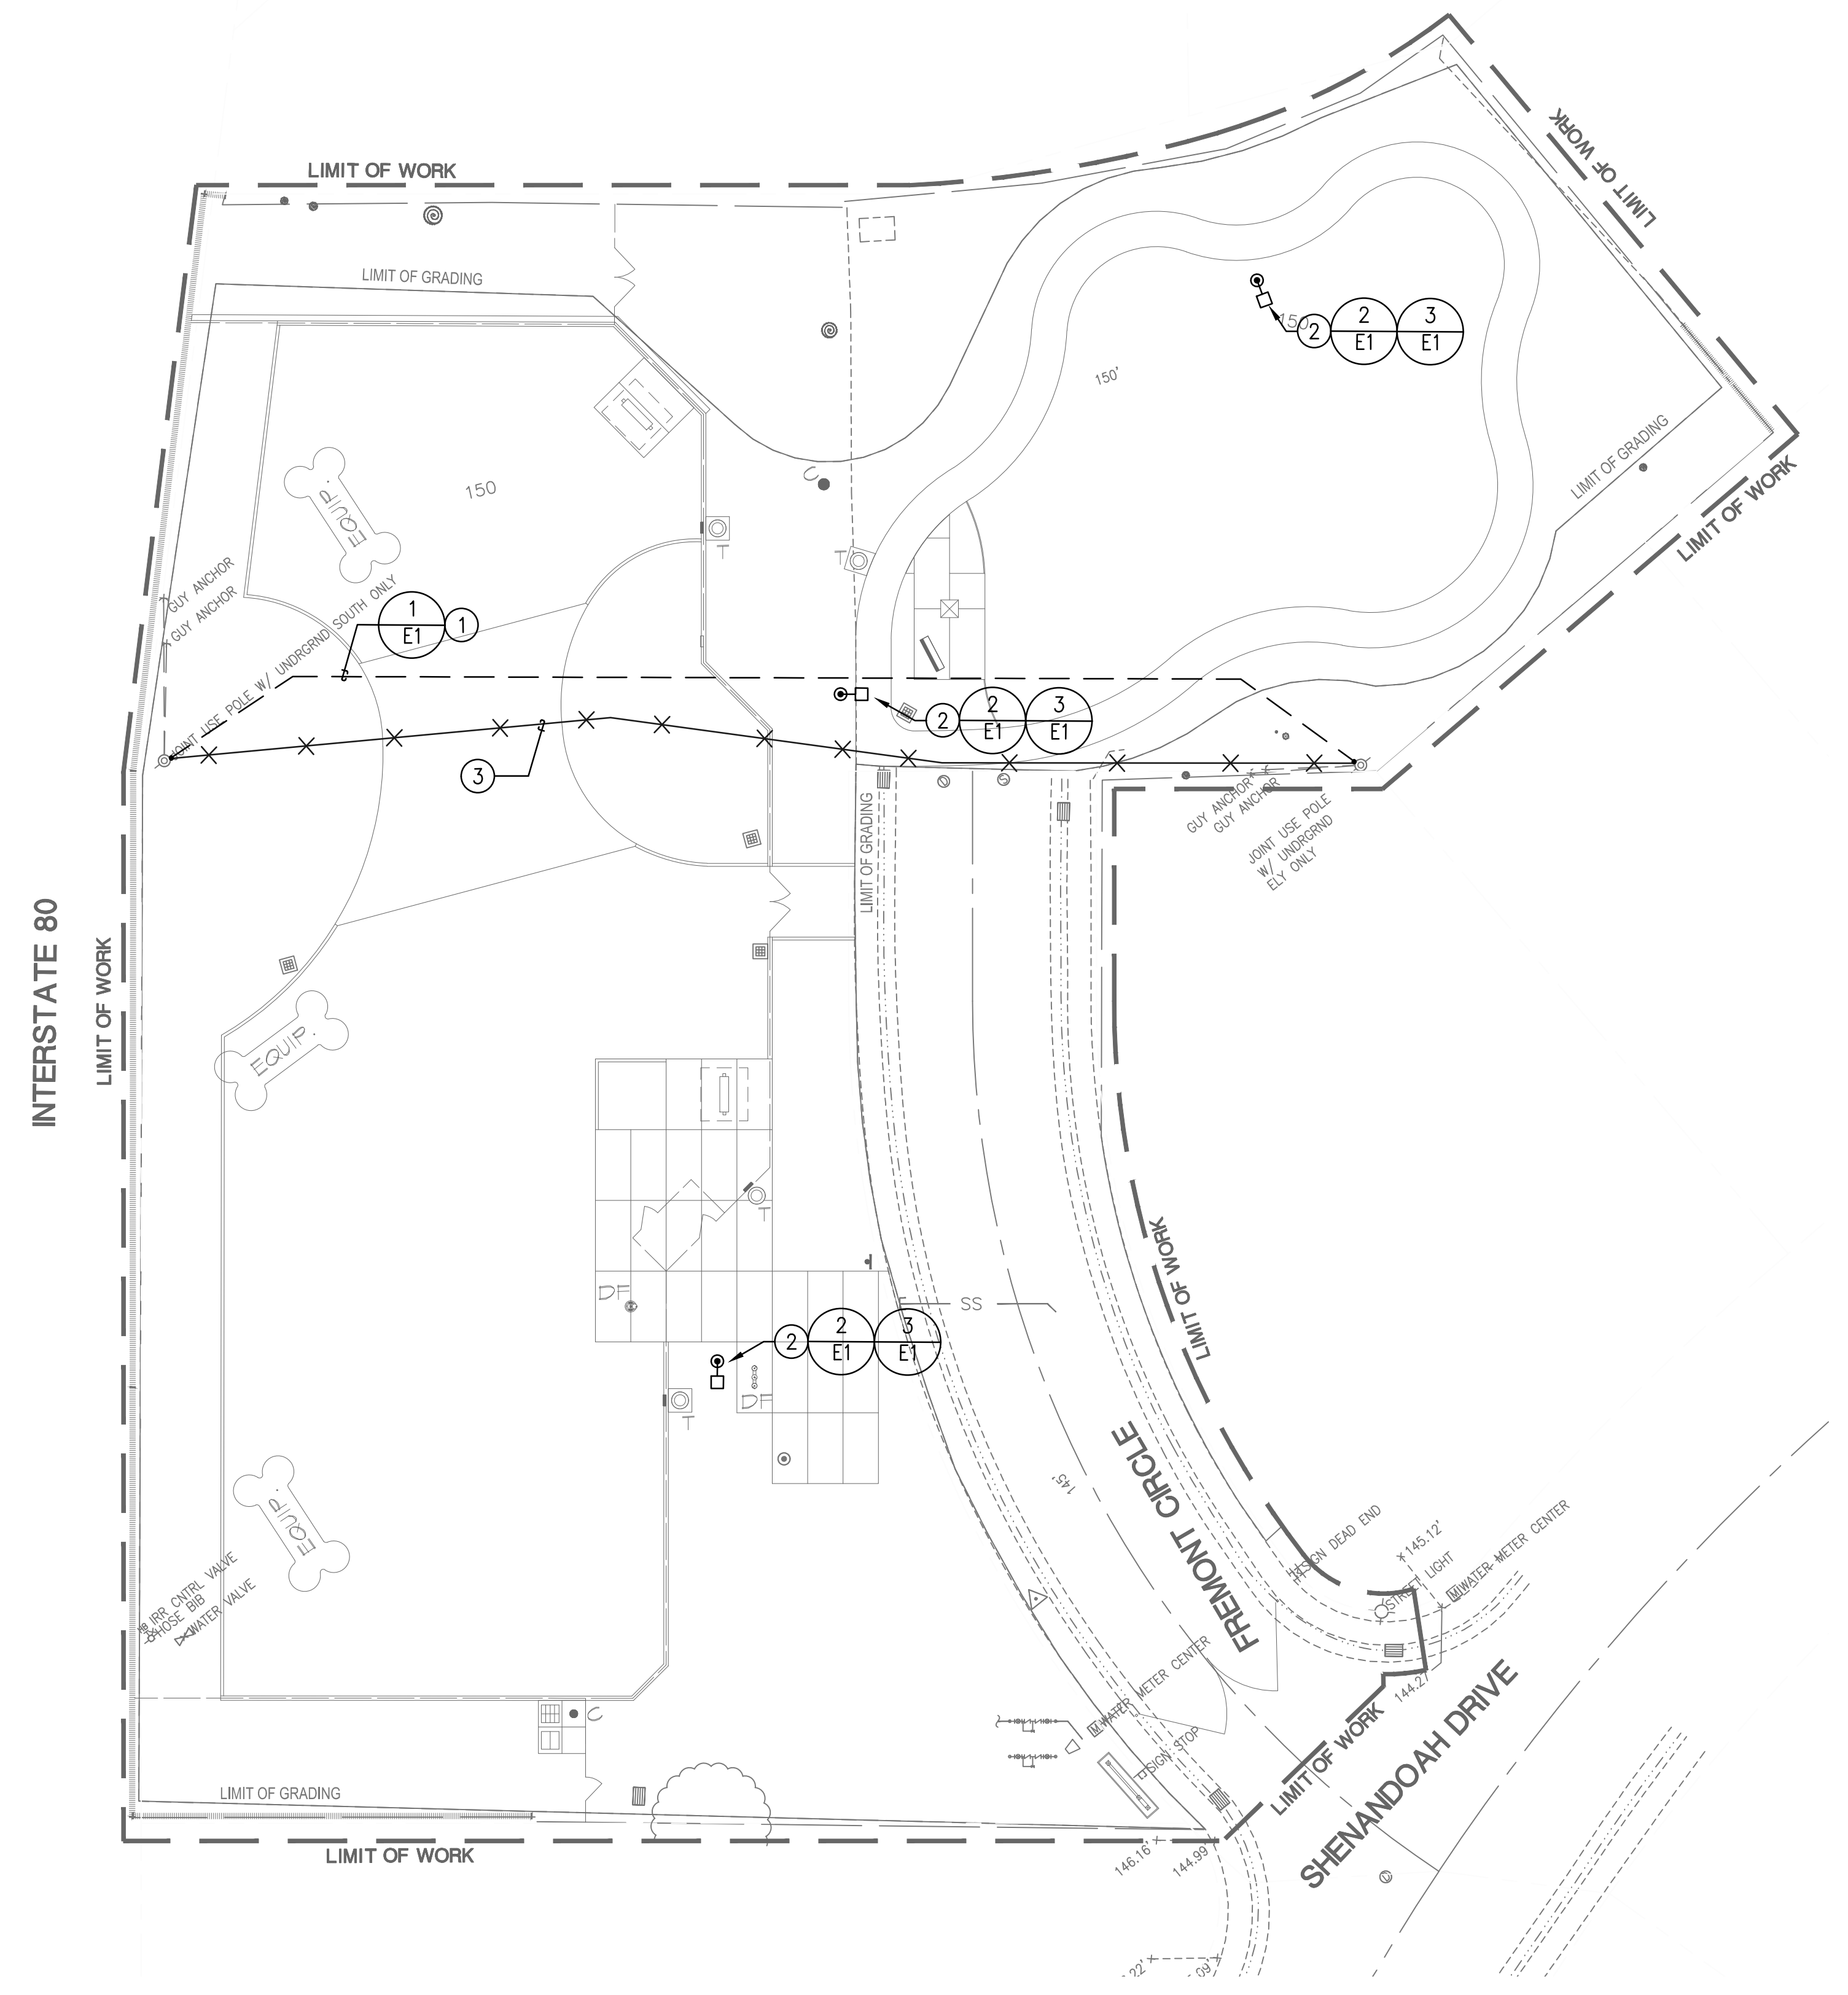 LIMIT OF WORK
LIMIT OF WORK
LIMIT OF GRADING
150
2
2
E1
3
E1
150'
LIMIT OF GRADING
LIMIT OF WORK
EQUIP.
150
C
T
T
GUY ANCHOR
GUY ANCHOR
JOINT USE POLE W/ UNDRGRND SOUTH ONLY
1
E1
1
2
2
E1
3
E1
3
D
S
GUY ANCHOR
GUY ANCHOR
JOINT USE POLE
W/ UNDRGRND
ELY ONLY
LIMIT OF GRADING
INTERSTATE 80
LIMIT OF WORK
EQUIP.
T
LIMIT OF WORK
DF
SS
2
2
E1
3
E1
DF
T
145'
FREMONT CIRCLE
EQUIP.
SIGN DEAD END
145.12'
STREET LIGHT
WATER METER CENTER
IRR CNTRL VALVE
HOSE BIB
WATER VALVE
WATER METER CENTER
144.27
C
SIGN STOP
LIMIT OF WORK
SHENANDOAH DRIVE
LIMIT OF GRADING
LIMIT OF WORK
146.16'
144.99'
D
.22'
.09'